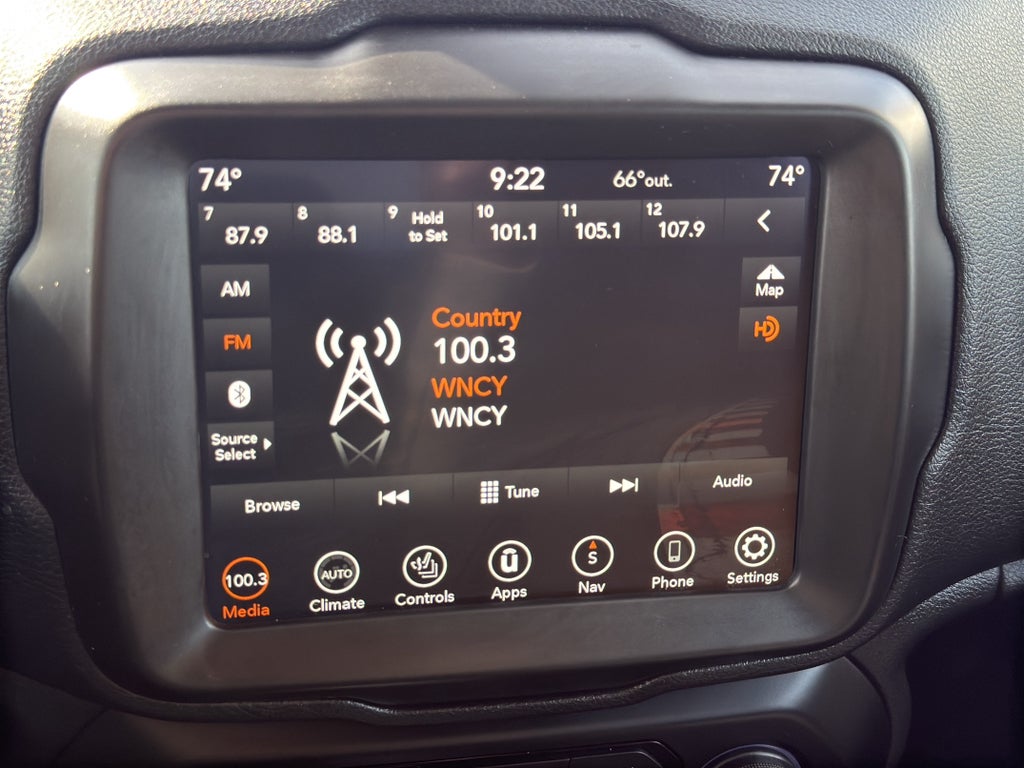 74° 9:22 66°out. 74°
7 87.9 8 88.1 9 Hold to Set 10 101.1 11 105.1 12 107.9
AM
FM
Source
Select
Country
100.3
WNCY
WNCY
Map
HD
Browse Tune Audio
100.3 AUTO u S
Media Climate Controls Apps Nav Phone Settings